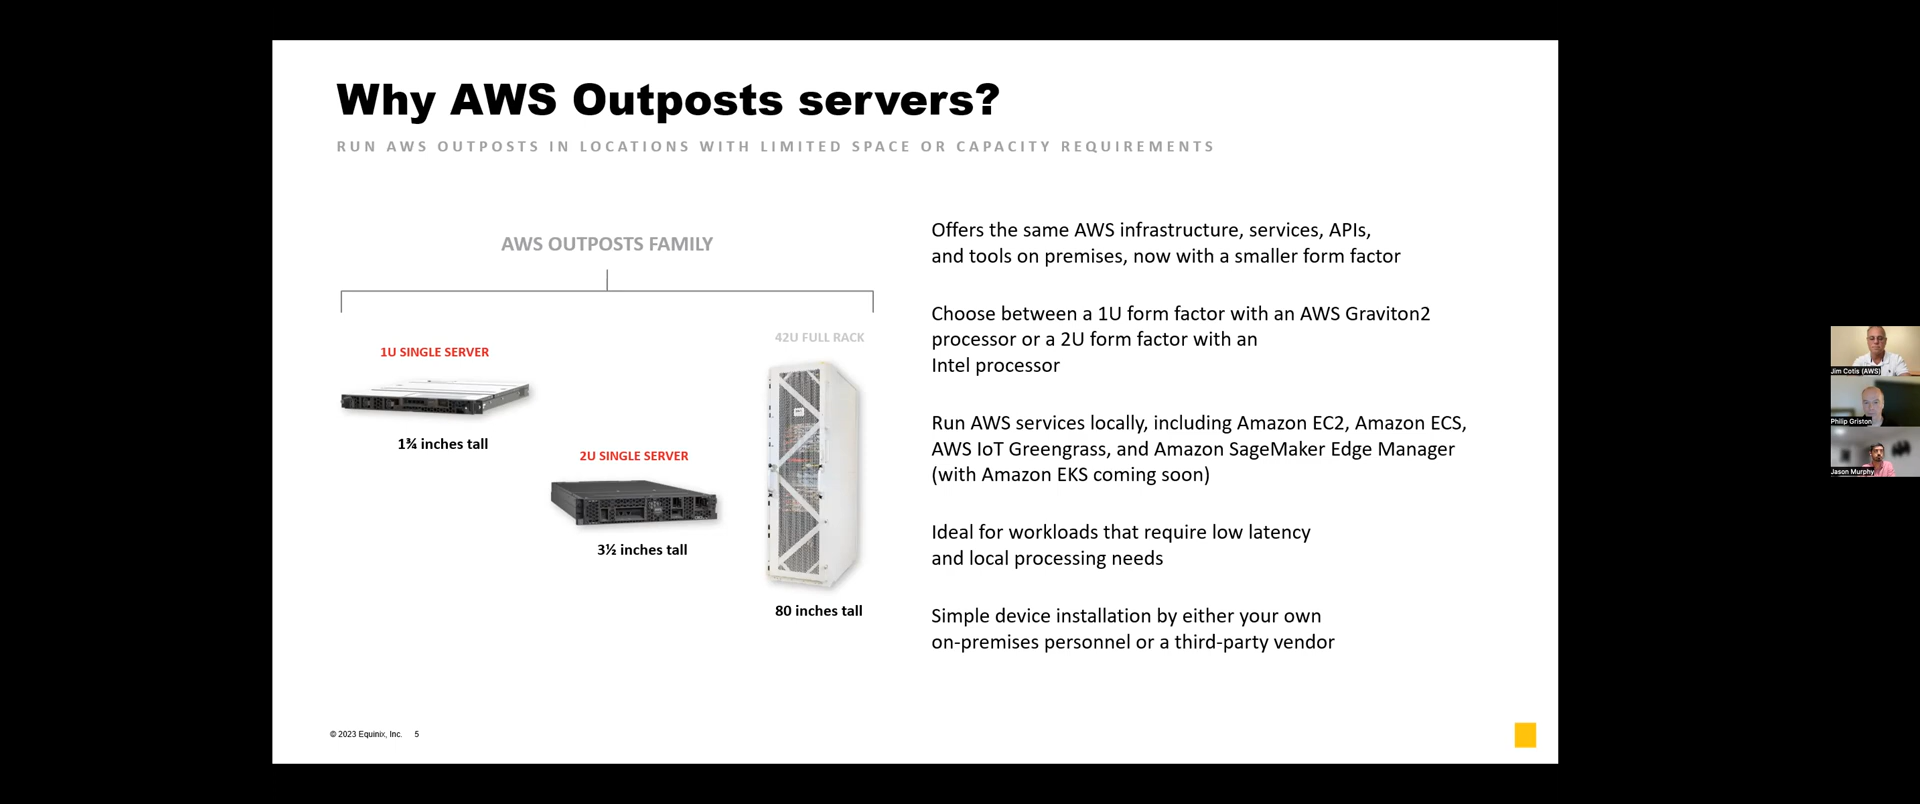 Why AWS Outposts servers?
RUN AWS OUTPOSTS IN LOCATIONS WITH LIMITED SPACE OR CAPACITY REQUIREMENTS
AWS OUTPOSTS FAMILY
1U SINGLE SERVER
1¾ inches tall
2U SINGLE SERVER
3½ inches tall
42U FULL RACK
80 inches tall
Offers the same AWS infrastructure, services, APIs,
and tools on premises, now with a smaller form factor
Choose between a 1U form factor with an AWS Graviton2
processor or a 2U form factor with an
Intel processor
Run AWS services locally, including Amazon EC2, Amazon ECS,
AWS IoT Greengrass, and Amazon SageMaker Edge Manager
(with Amazon EKS coming soon)
Ideal for workloads that require low latency
and local processing needs
Simple device installation by either your own
on-premises personnel or a third-party vendor
© 2023 Equinix, Inc. 5
Jim Cotis (AWS)
Philip Griston
Jason Murphy